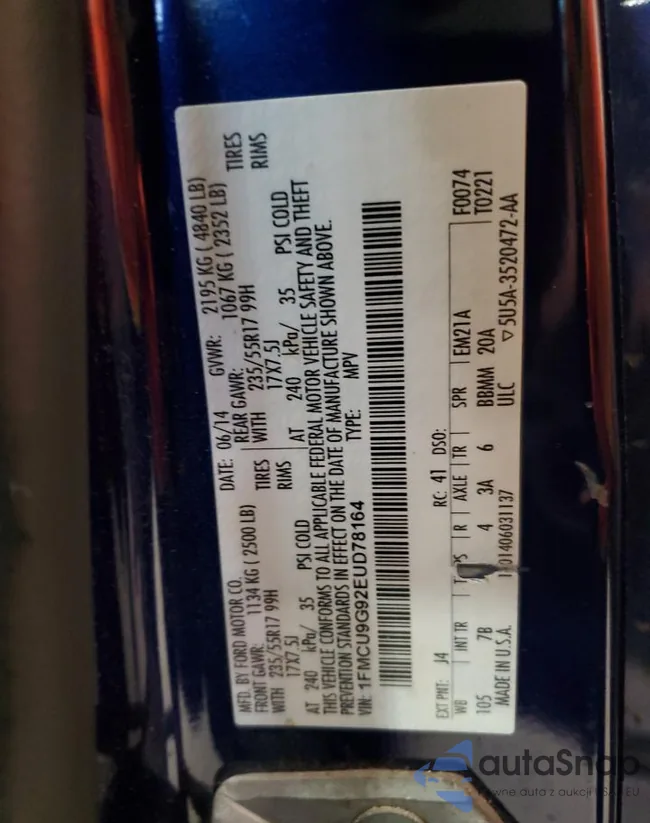 MFD. BY FORD MOTOR CO.
DATE: 06/14 GVWR: 2195 KG ( 4840 LB)
FRONT GAWR: 1134 KG ( 2500 LB) REAR GAWR: 1067 KG ( 2352 LB)
WITH 235/55R17 99H TIRES WITH 235/55R17 99H TIRES
17X7.5J RIMS 17X7.5J RIMS
AT 240 kPa/ 35 PSI COLD AT 240 kPa/ 35 PSI COLD
THIS VEHICLE CONFORMS TO ALL APPLICABLE FEDERAL MOTOR VEHICLE SAFETY AND THEFT
PREVENTION STANDARDS IN EFFECT ON THE DATE OF MANUFACTURE SHOWN ABOVE.
VIN: 1FMCU9G92EUD78164 TYPE: MPV
EXT PNT: J4 RC: 41 DSO: F0074
WB INT TR R AXLE TR SPR EM21A T0221
105 7B 4 3A 6 BBMM 20A
MADE IN U.S.A. ULC ▽5U5A-3520472-AA
autaSnap